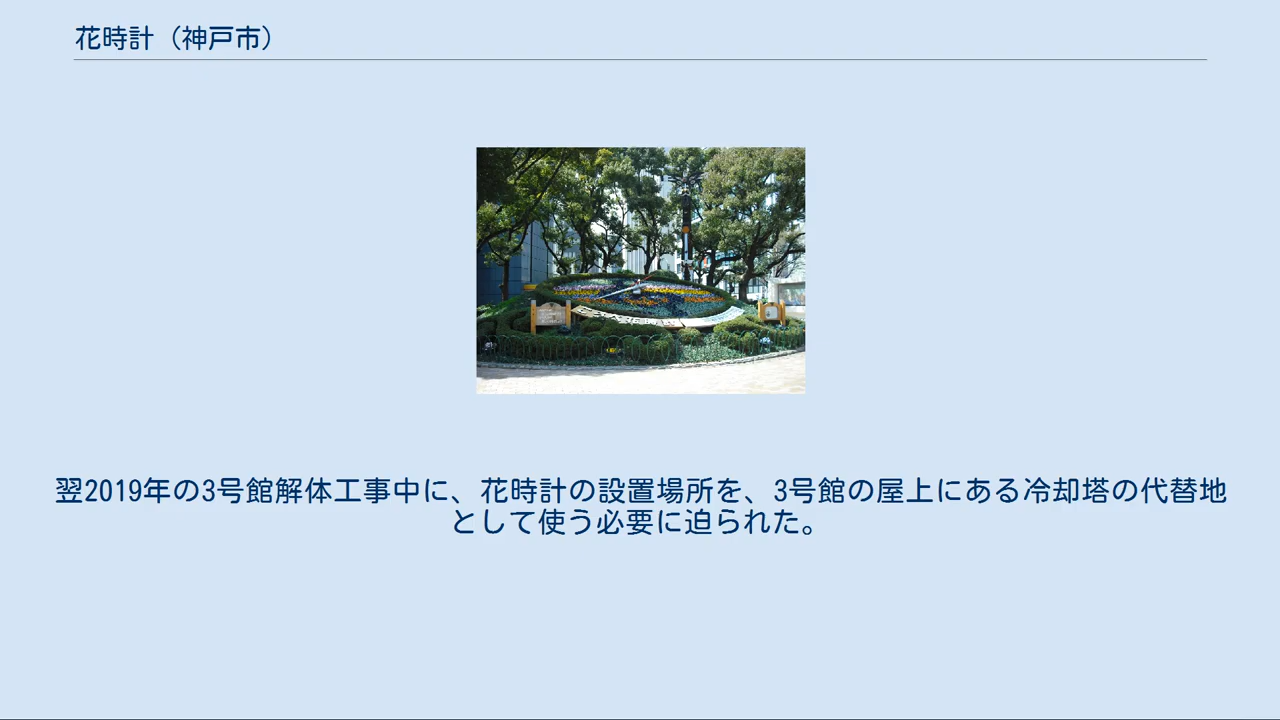 花時計（神戸市）
翌2019年の3号館解体工事中に、花時計の設置場所を、3号館の屋上にある冷却塔の代替地
として使う必要に迫られた。